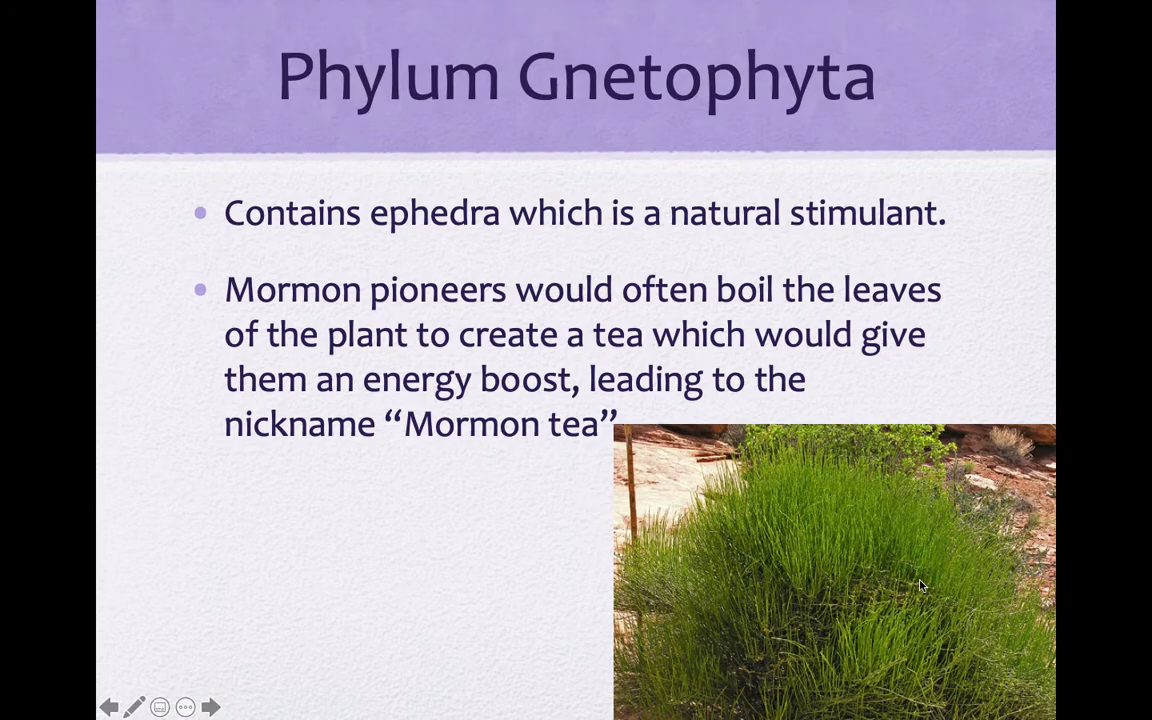 Phylum Gnetophyta
• Contains ephedra which is a natural stimulant.
• Mormon pioneers would often boil the leaves
of the plant to create a tea which would give
them an energy boost, leading to the
nickname “Mormon tea”